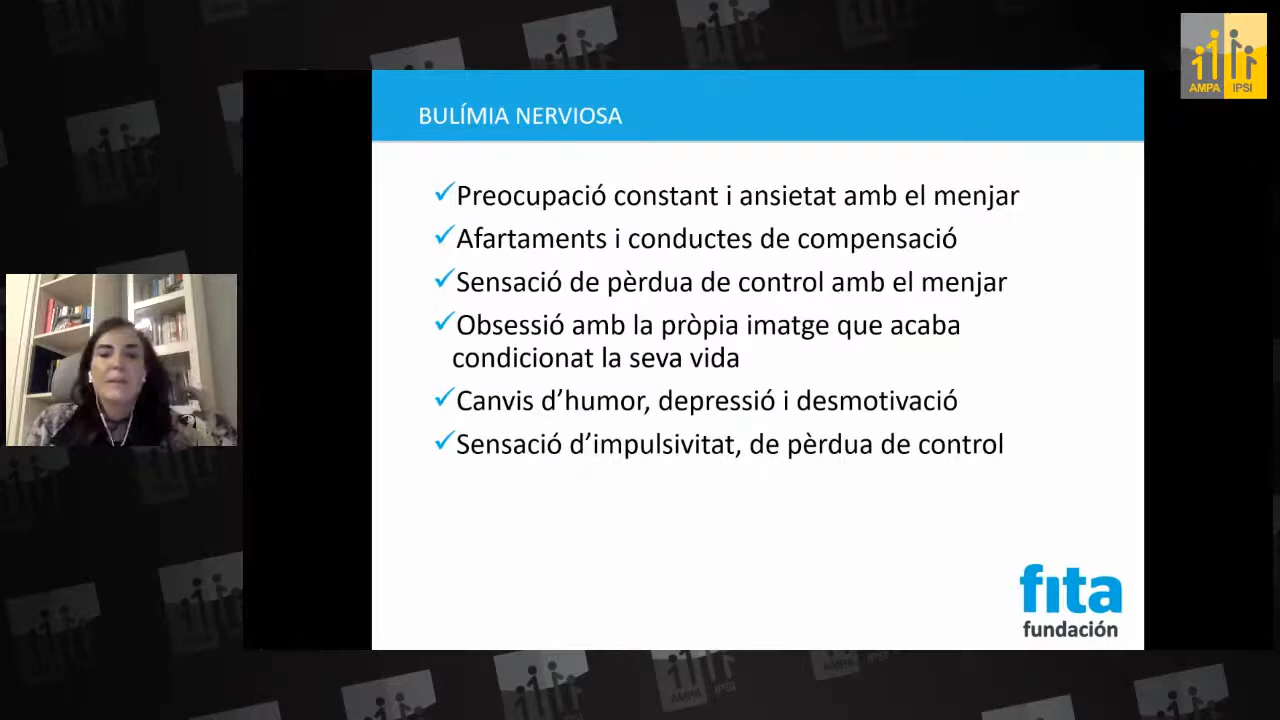 AMPA IPSI
BULÍMIA NERVIOSA
Preocupació constant i ansietat amb el menjar
Afartaments i conductes de compensació
Sensació de pèrdua de control amb el menjar
Obsessió amb la pròpia imatge que acaba
condicionat la seva vida
Canvis d’humor, depressió i desmotivació
Sensació d’impulsivitat, de pèrdua de control
fita
fundación
AMPA IPSI